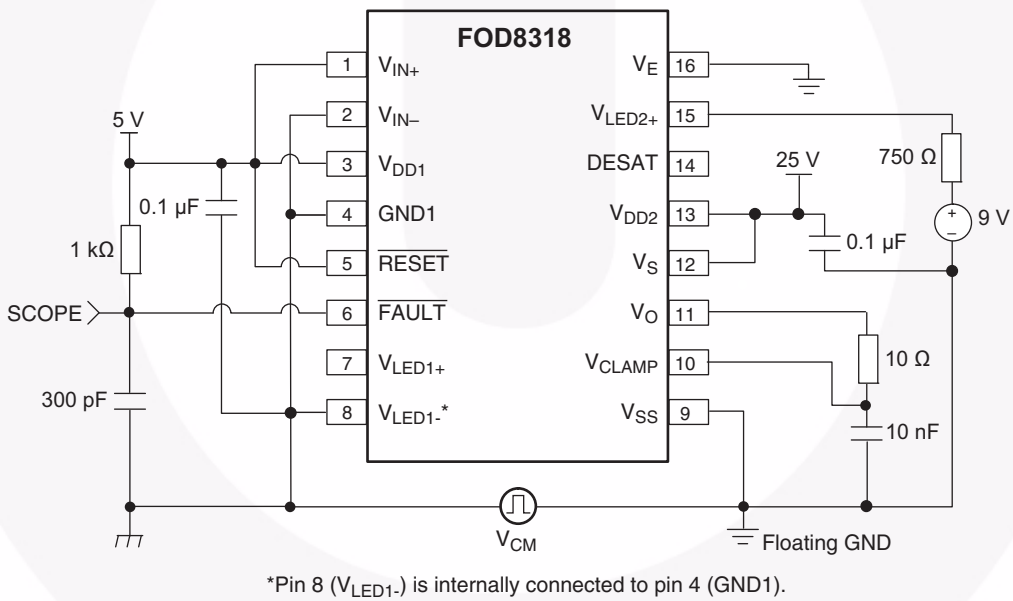 FOD8318
1 V_IN+
2 V_IN–
3 V_DD1
4 GND1
5 R̅E̅S̅E̅T̅
6 F̅A̅U̅L̅T̅
7 V_LED1+
8 V_LED1-*
V_E 16
V_LED2+ 15
DESAT 14
V_DD2 13
V_S 12
V_O 11
V_CLAMP 10
V_SS 9
5 V
0.1 µF
1 kΩ
SCOPE
300 pF
25 V
750 Ω
+
–
9 V
0.1 µF
10 Ω
10 nF
V_CM
Floating GND
*Pin 8 (V_LED1-) is internally connected to pin 4 (GND1).